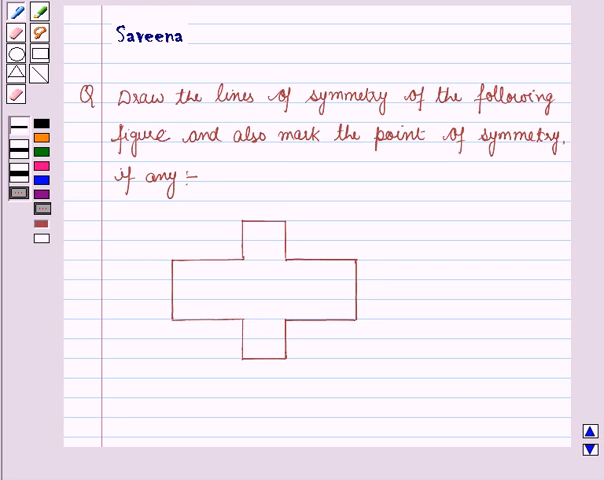 Saveena
Q Draw the lines of symmetry of the following
figure and also mark the point of symmetry,
if any :-